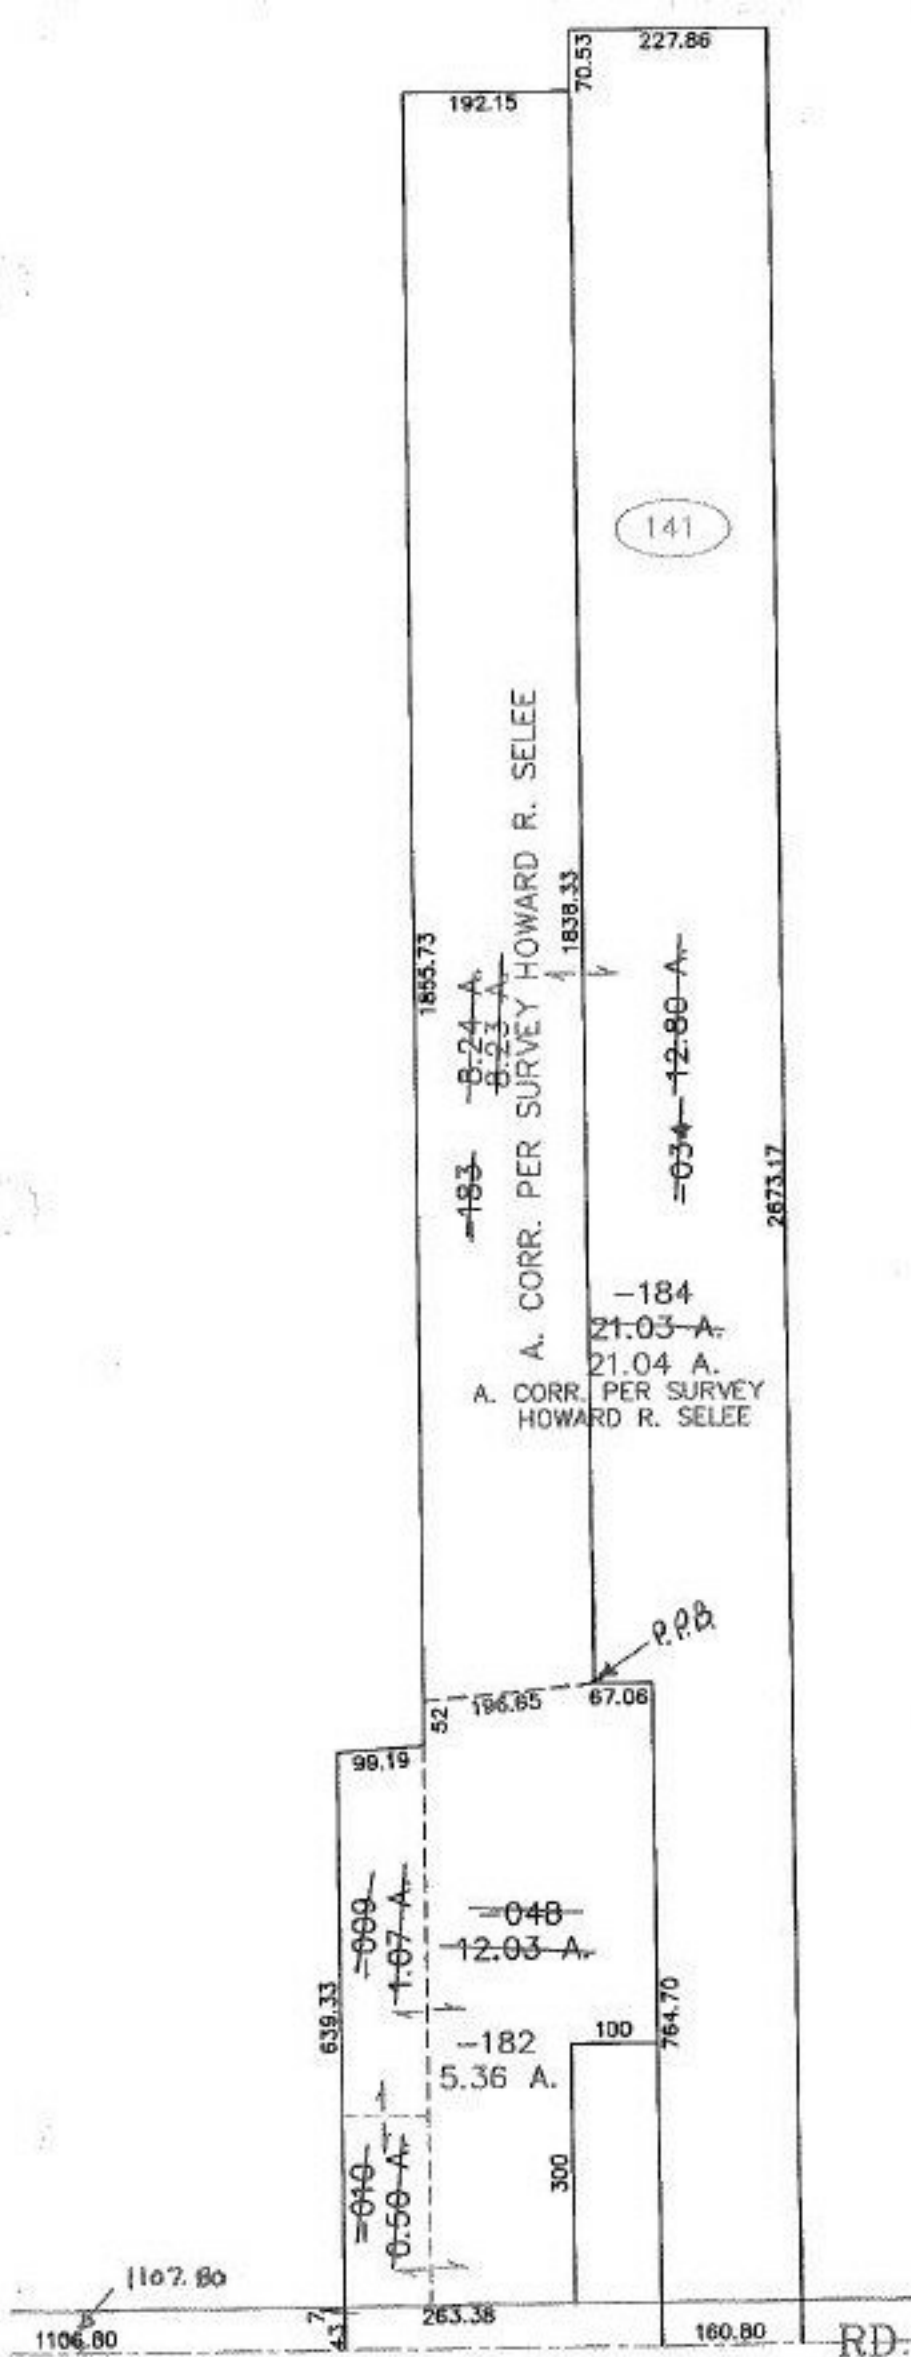 227.86
70.53
192.15
141
A. CORR. PER SURVEY HOWARD R. SELEE
1838.33
1855.73
-8.24 A.
8.23 A.
-034 12.80 A.
-183
2673.17
-184
21.03 A.
21.04 A.
A. CORR. PER SURVEY
HOWARD R. SELEE
P.P.B.
196.65
67.06
52
99.19
-009
1.07 A.
-048
12.03 A.
639.33
764.70
100
-182
5.36 A.
300
-010
0.50 A.
1107.80
7
263.38
1106.80
43
160.80
RD.